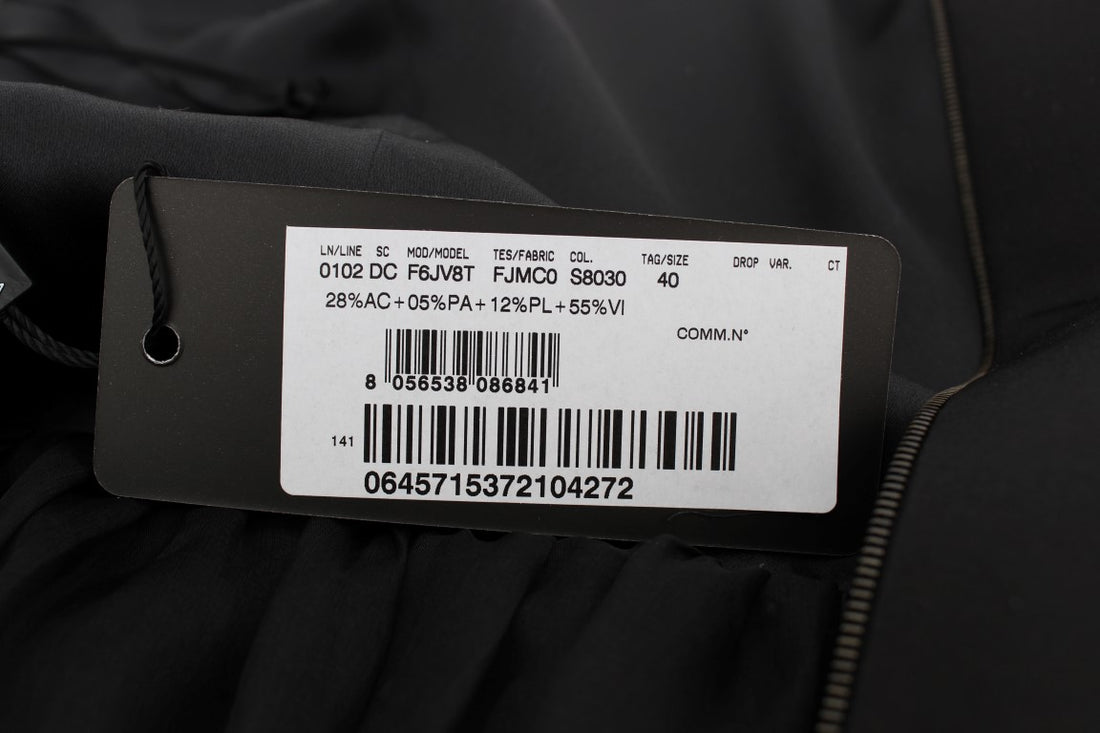 LN/LINE SC MOD/MODEL TES/FABRIC COL. TAG/SIZE DROP VAR. CT
0102 DC F6JV8T FJMC0 S8030 40
28%AC+05%PA+12%PL+55%VI
COMM.N°
8 056538 086841
141
0645715372104272